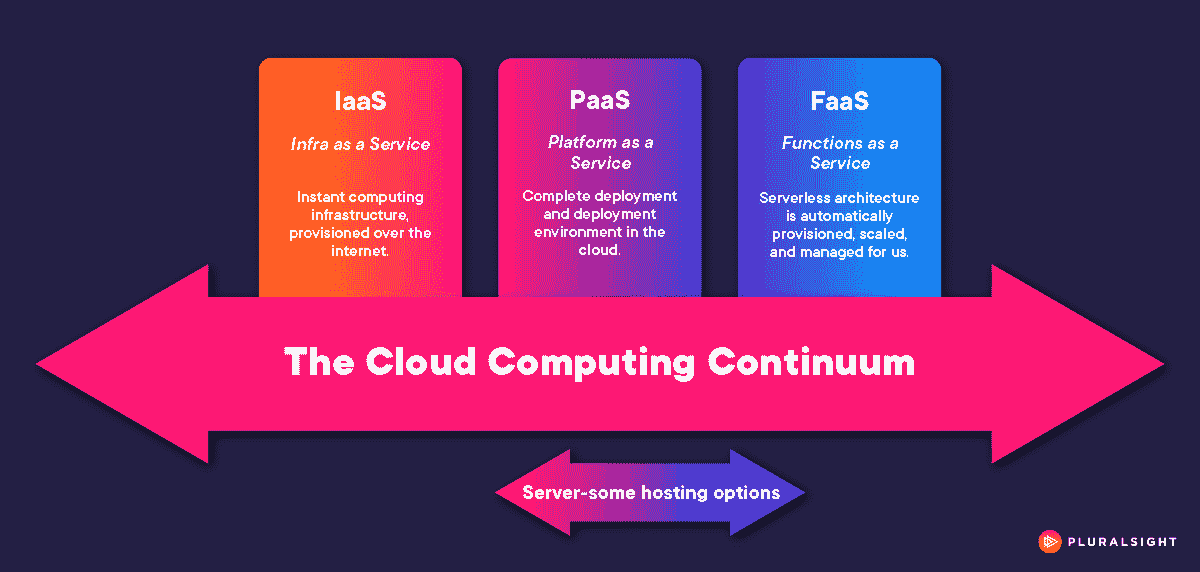 IaaS
Infra as a Service
Instant computing
infrastructure,
provisioned over the
internet.
PaaS
Platform as a
Service
Complete deployment
and deployment
environment in the
cloud.
FaaS
Functions as a
Service
Serverless architecture
is automatically
provisioned, scaled,
and managed for us.
The Cloud Computing Continuum
Server-some hosting options
PLURALSIGHT